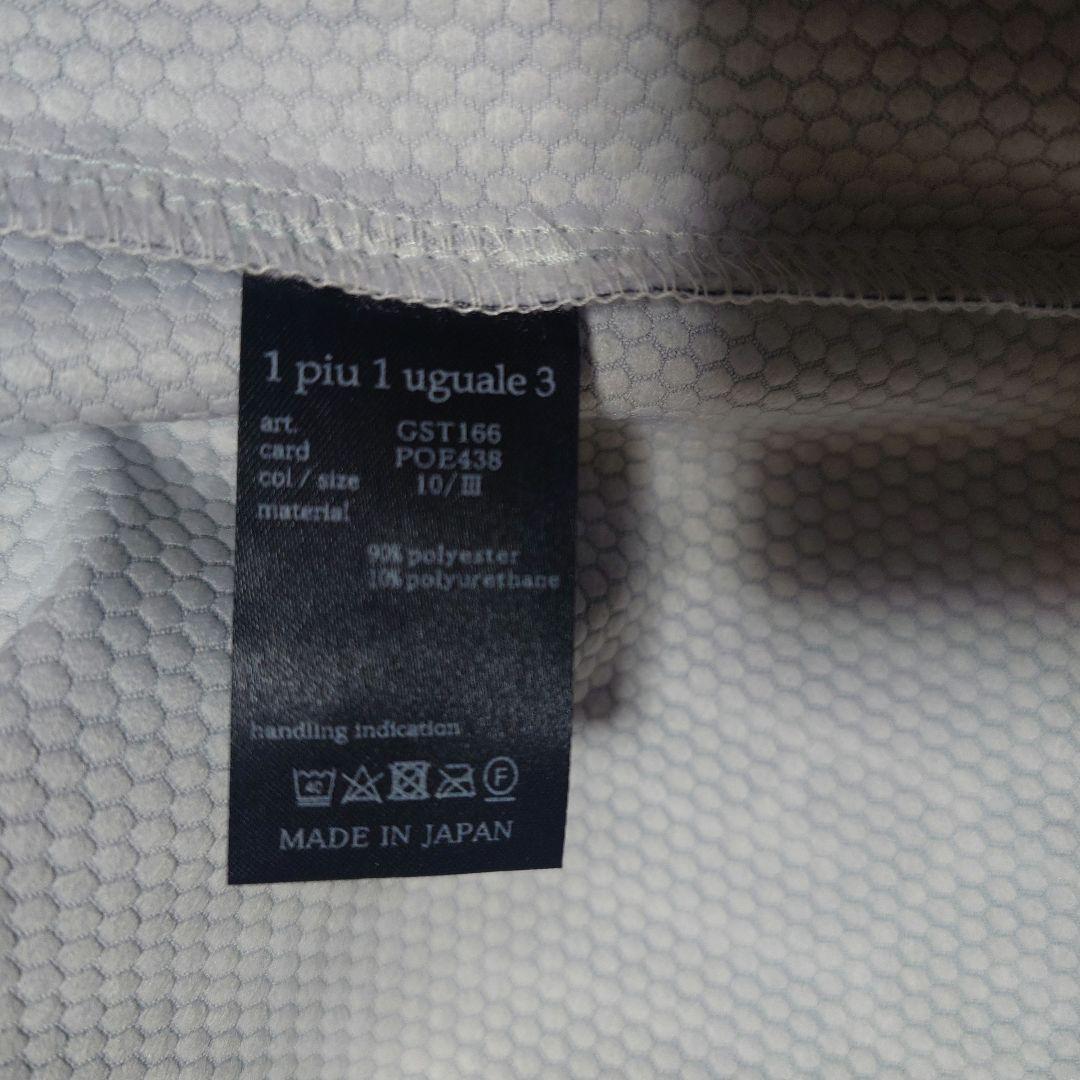 1 piu 1 uguale 3
art. GST166
card POE438
col / size 10/Ⅲ
material
90% polyester
10% polyurethane
handling indication
40 F
MADE IN JAPAN